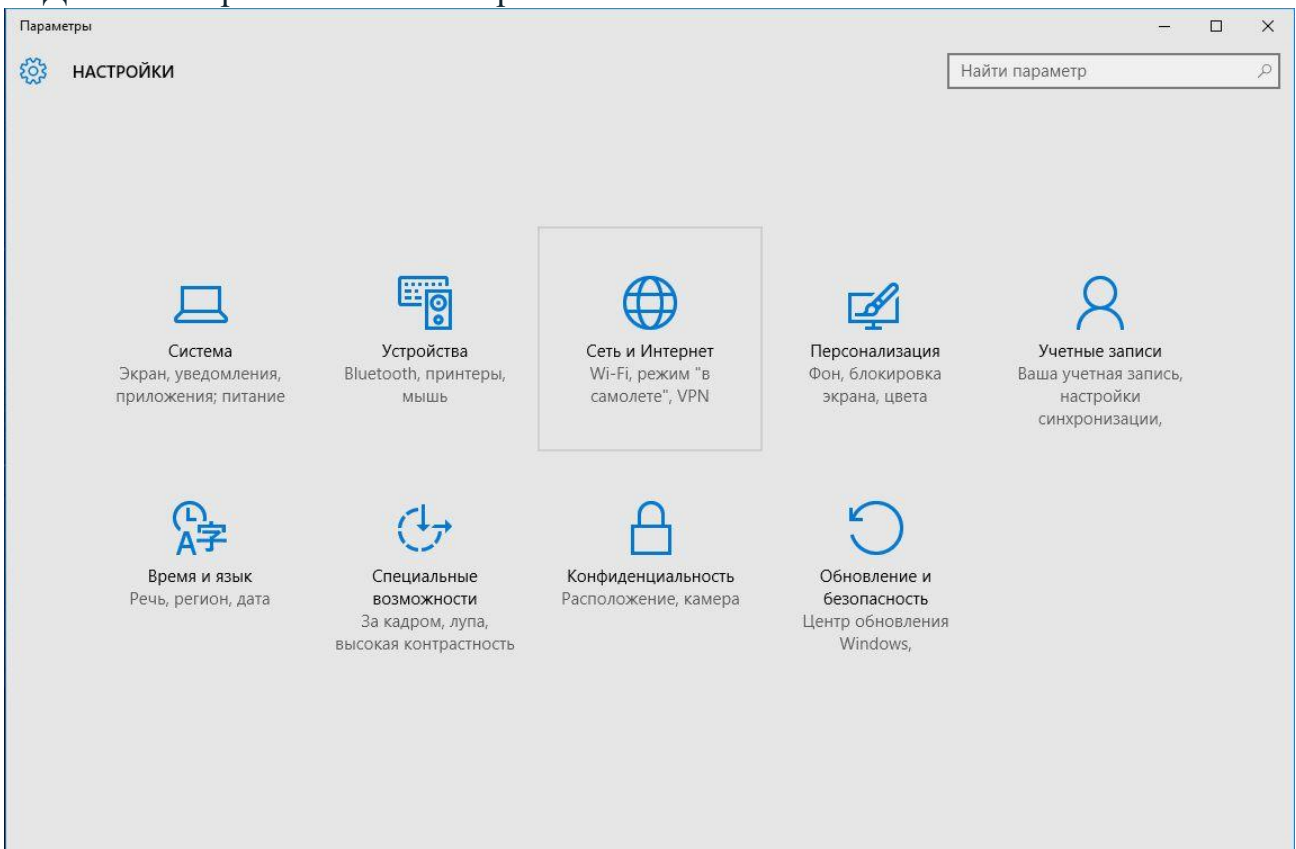 Параметры
НАСТРОЙКИ
Найти параметр
Система
Экран, уведомления,
приложения; питание
Устройства
Bluetooth, принтеры,
мышь
Сеть и Интернет
Wi-Fi, режим "в
самолете", VPN
Персонализация
Фон, блокировка
экрана, цвета
Учетные записи
Ваша учетная запись,
настройки
синхронизации,
Время и язык
Речь, регион, дата
Специальные
возможности
За кадром, лупа,
высокая контрастность
Конфиденциальность
Расположение, камера
Обновление и
безопасность
Центр обновления
Windows,